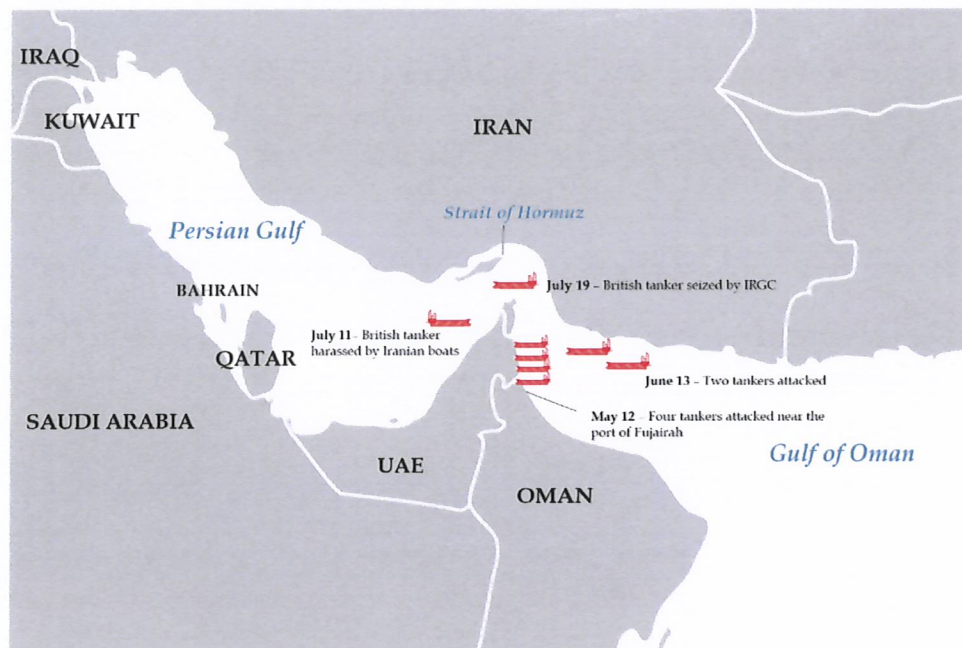 IRAQ
KUWAIT
IRAN
Strait of Hormuz
Persian Gulf
July 19 – British tanker seized by IRGC
BAHRAIN
July 11 - British tanker
harassed by Iranian boats
QATAR
June 13 – Two tankers attacked
SAUDI ARABIA
May 12 – Four tankers attacked near the
port of Fujairah
UAE
Gulf of Oman
OMAN